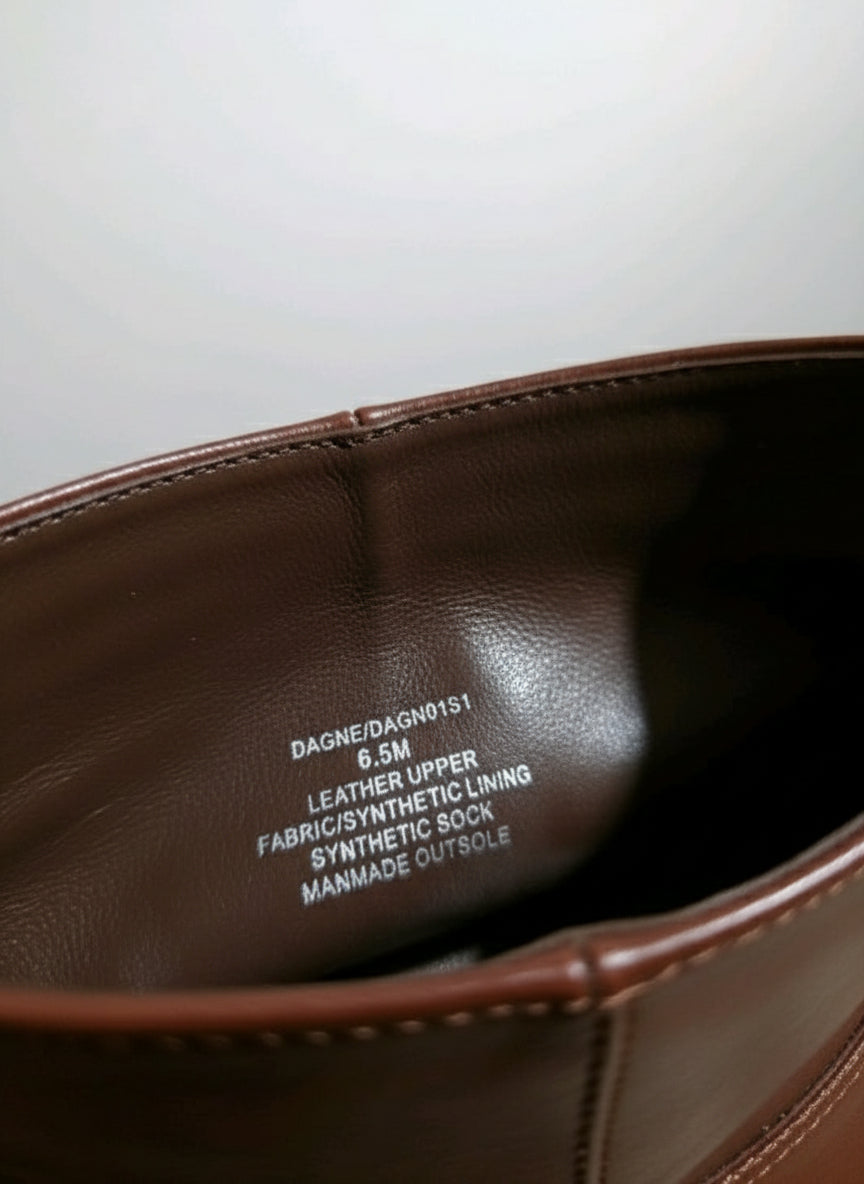 DAGNE/DAGN01S1
6.5M
LEATHER UPPER
FABRIC/SYNTHETIC LINING
SYNTHETIC SOCK
MANMADE OUTSOLE